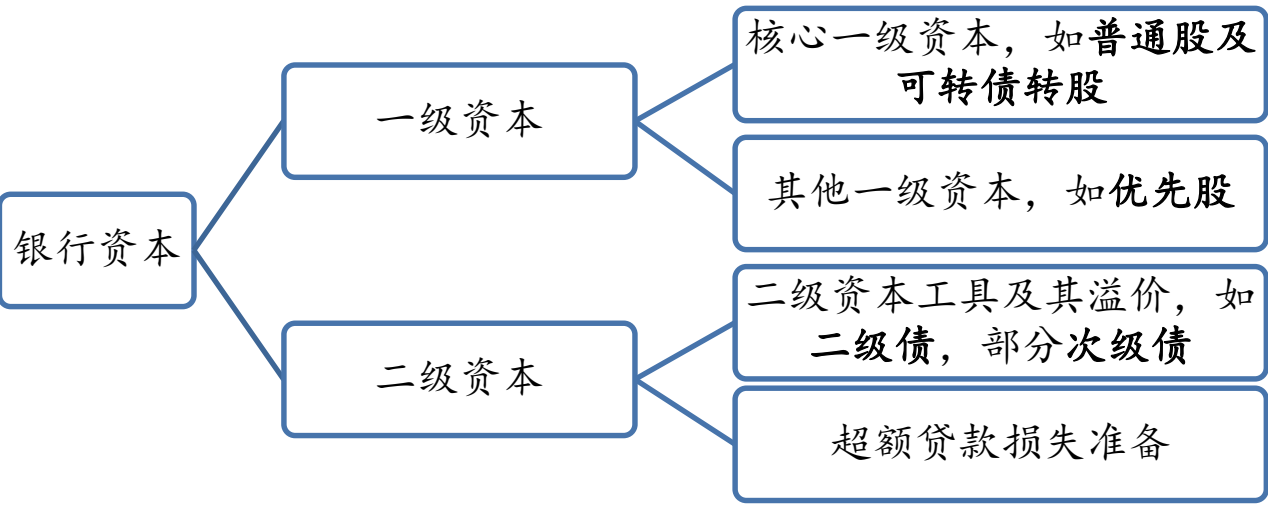 银行资本
一级资本
核心一级资本，如普通股及
可转债转股
其他一级资本，如优先股
二级资本
二级资本工具及其溢价，如
二级债，部分次级债
超额贷款损失准备